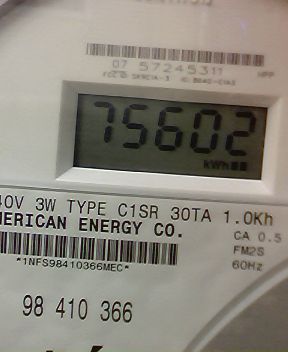 07 57245311
75602
kWh
40V 3W TYPE C1SR 30TA 1.0Kh
MERICAN ENERGY CO.
CA 0.5
FM2S
60Hz
*1NFS98410366MEC*
98 410 366